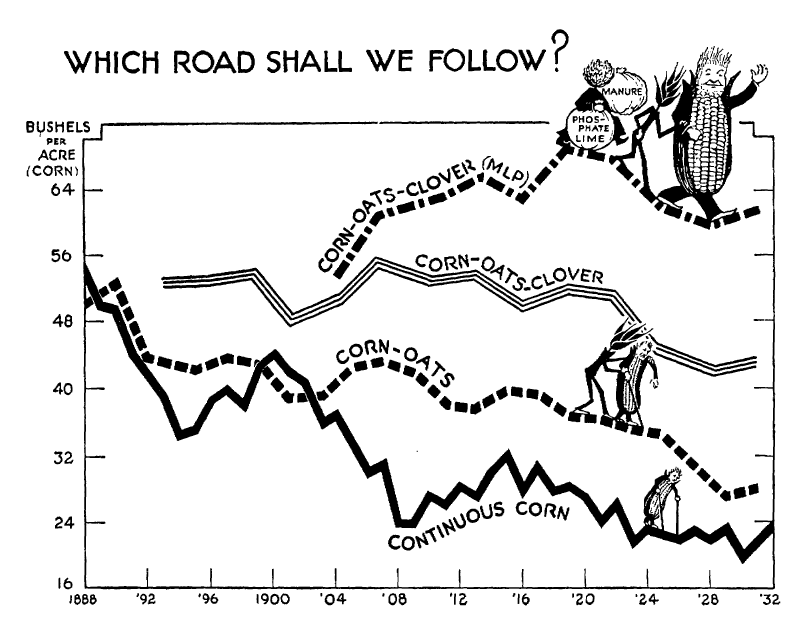 WHICH ROAD SHALL WE FOLLOW?
MANURE
PHOS-
PHATE
LIME
BUSHELS
PER
ACRE
(CORN)
64
56
48
40
32
24
16
CORN-OATS-CLOVER (MLP)
CORN-OATS-CLOVER
CORN-OATS
CONTINUOUS CORN
1888 '92 '96 1900 '04 '08 '12 '16 '20 '24 '28 '32